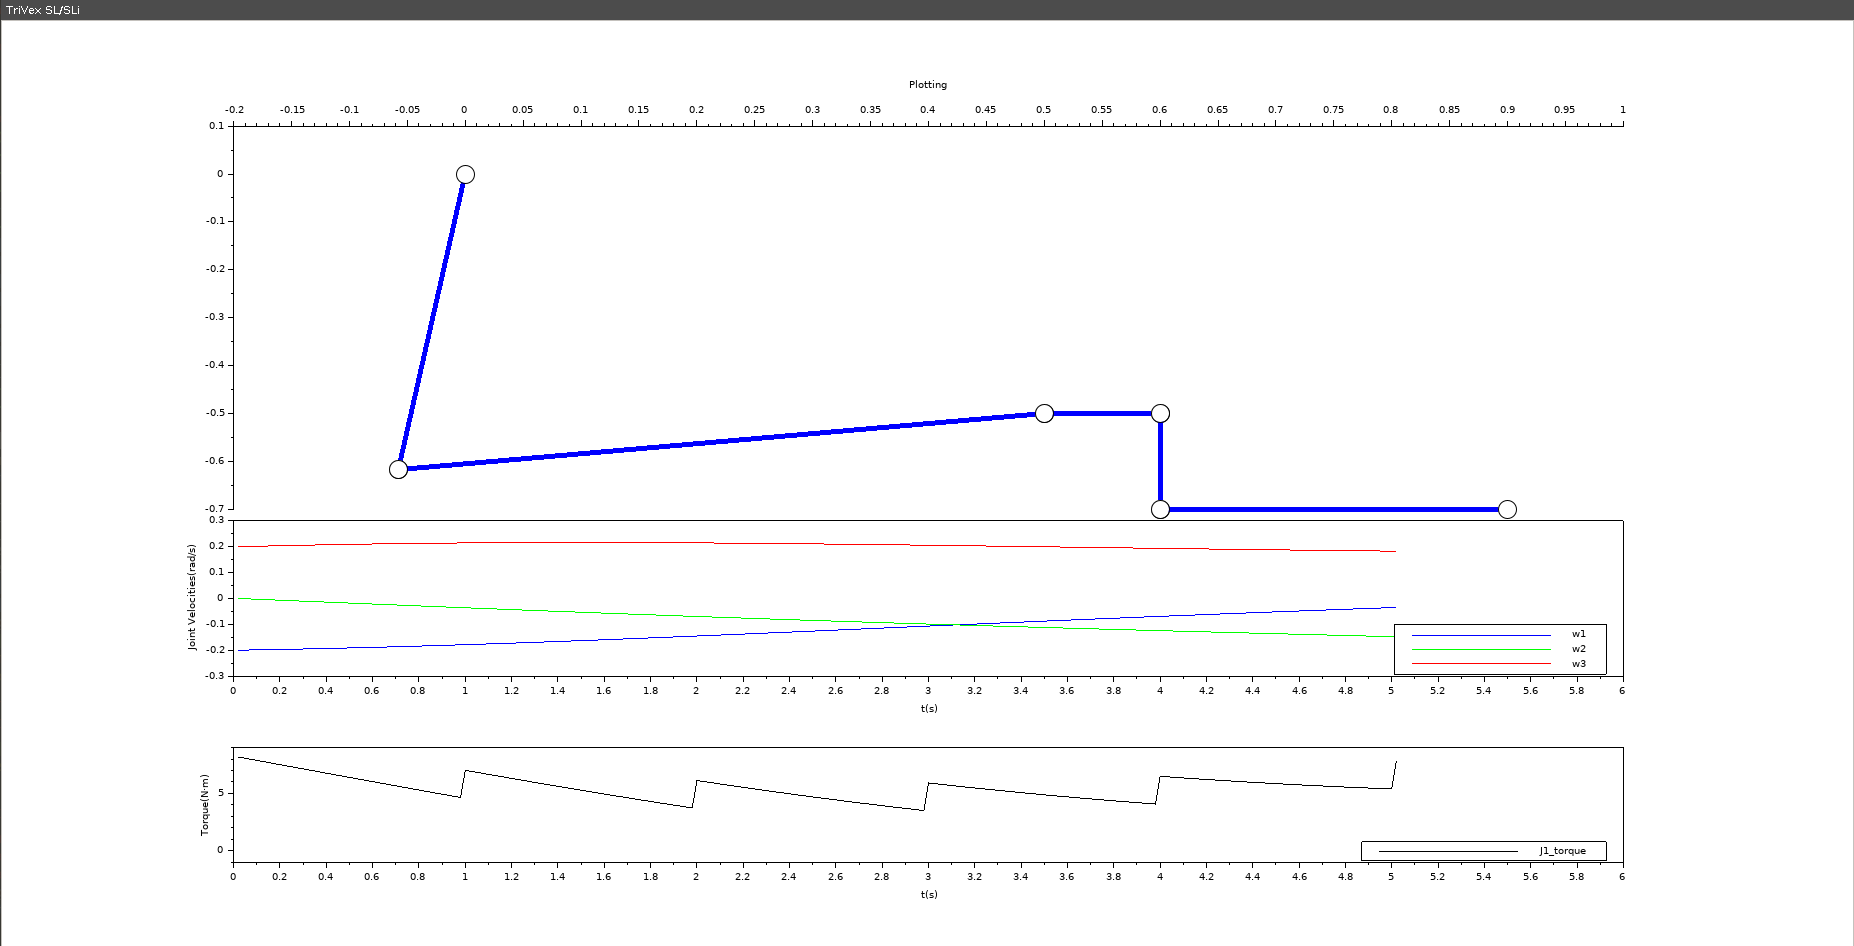 TriVex SL/SLi
Plotting
-0.2 -0.15 -0.1 -0.05 0 0.05 0.1 0.15 0.2 0.25 0.3 0.35 0.4 0.45 0.5 0.55 0.6 0.65 0.7 0.75 0.8 0.85 0.9 0.95 1
0.1
0
-0.1
-0.2
-0.3
-0.4
-0.5
-0.6
-0.7
0.3
0.2
0.1
0
-0.1
-0.2
-0.3
Joint Velocities(rad/s)
w1
w2
w3
0 0.2 0.4 0.6 0.8 1 1.2 1.4 1.6 1.8 2 2.2 2.4 2.6 2.8 3 3.2 3.4 3.6 3.8 4 4.2 4.4 4.6 4.8 5 5.2 5.4 5.6 5.8 6
t(s)
5
0
Torque(N·m)
J1_torque
0 0.2 0.4 0.6 0.8 1 1.2 1.4 1.6 1.8 2 2.2 2.4 2.6 2.8 3 3.2 3.4 3.6 3.8 4 4.2 4.4 4.6 4.8 5 5.2 5.4 5.6 5.8 6
t(s)